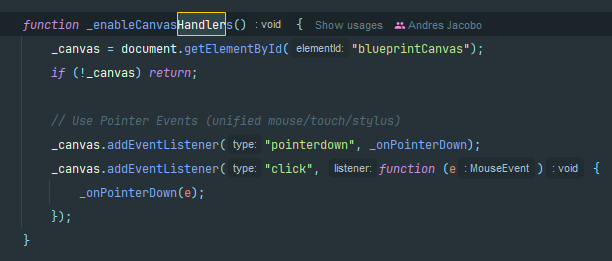 function _enableCanvasHandlers() : void { Show usages Andres Jacobo
_canvas = document.getElementById( elementId: "blueprintCanvas");
if (!_canvas) return;
// Use Pointer Events (unified mouse/touch/stylus)
_canvas.addEventListener( type: "pointerdown", _onPointerDown);
_canvas.addEventListener( type: "click", listener: function (e : MouseEvent ) : void {
_onPointerDown(e);
});
}